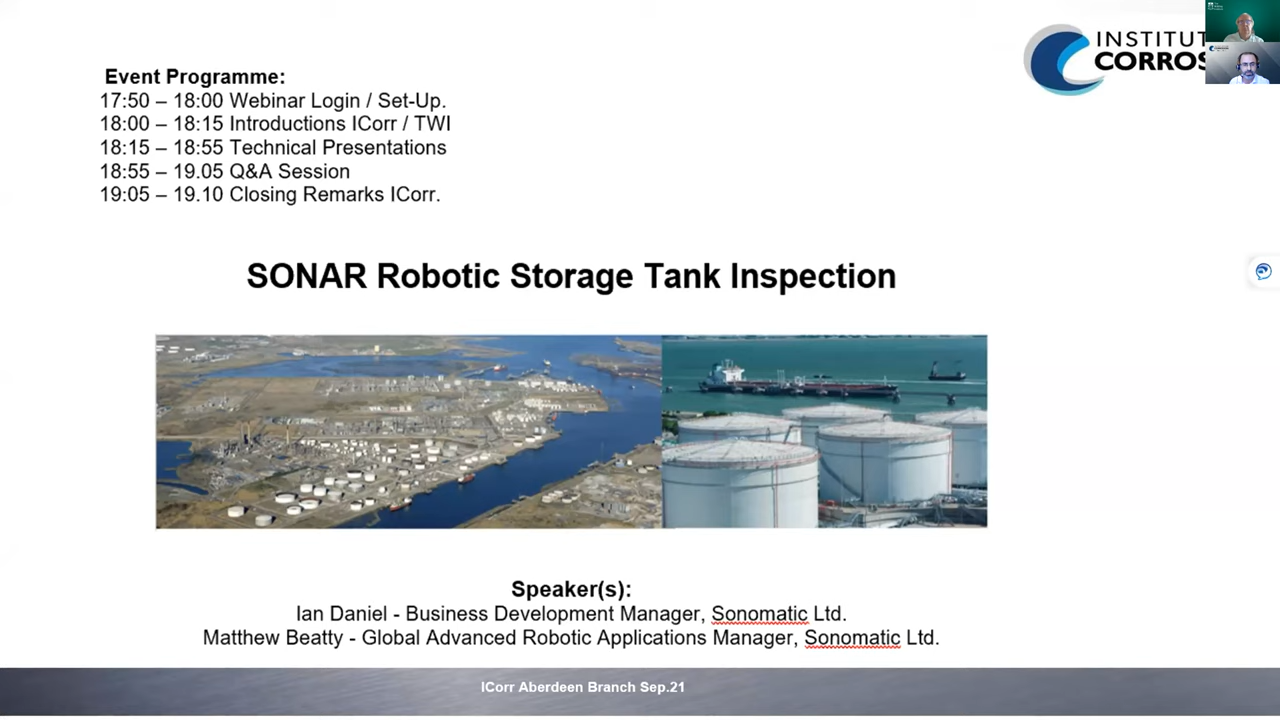 Event Programme:
17:50 – 18:00 Webinar Login / Set-Up.
18:00 – 18:15 Introductions ICorr / TWI
18:15 – 18:55 Technical Presentations
18:55 – 19.05 Q&A Session
19:05 – 19.10 Closing Remarks ICorr.
INSTITUT
CORROS
SONAR Robotic Storage Tank Inspection
Speaker(s):
Ian Daniel - Business Development Manager, Sonomatic Ltd.
Matthew Beatty - Global Advanced Robotic Applications Manager, Sonomatic Ltd.
ICorr Aberdeen Branch Sep.21